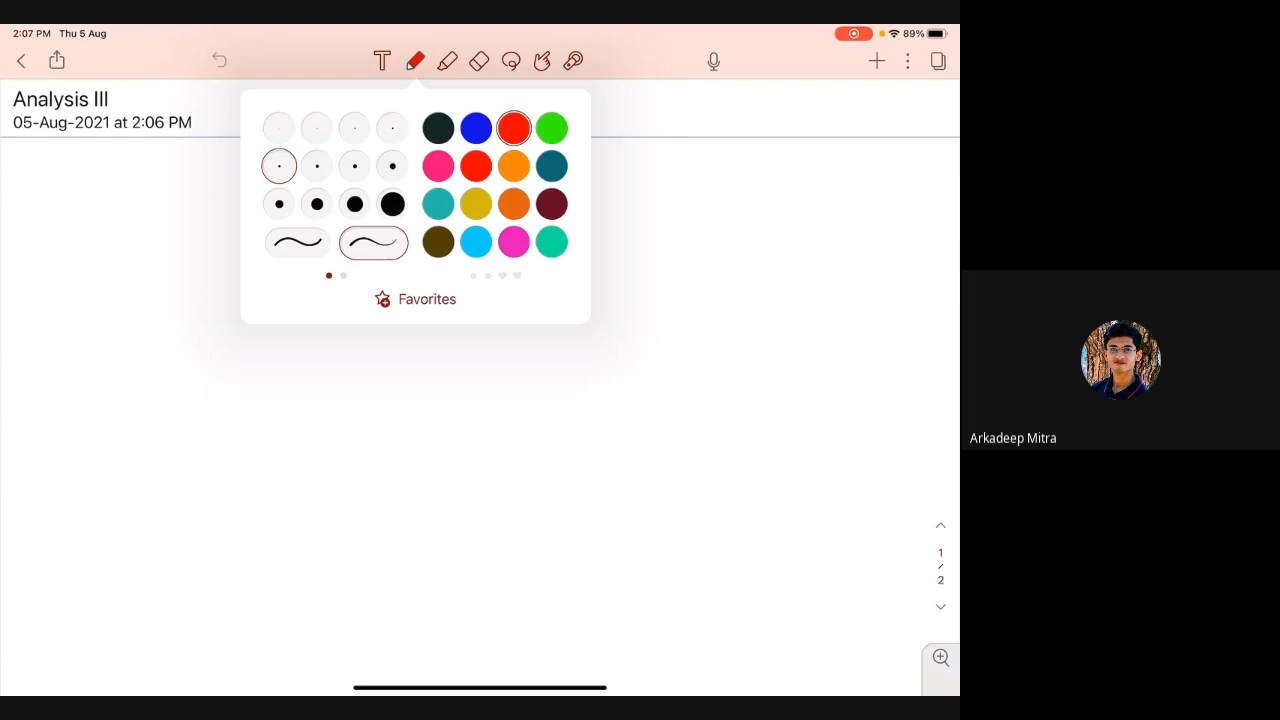 2:07 PM Thu 5 Aug
89%
Analysis III
05-Aug-2021 at 2:06 PM
Favorites
1
2
Arkadeep Mitra